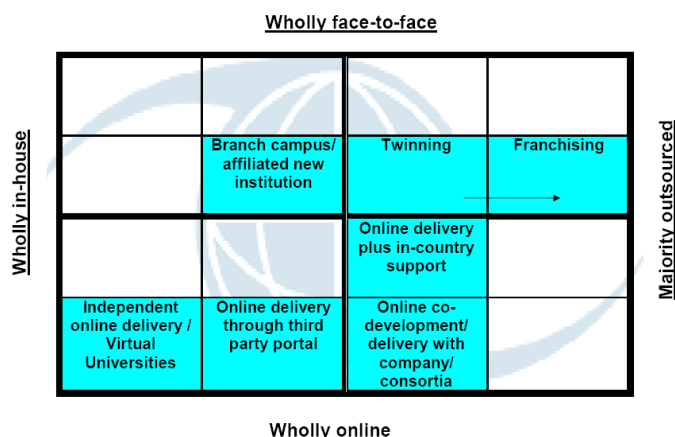 Wholly face-to-face
Wholly in-house
Majority outsourced
Branch campus/
affiliated new
institution
Twinning
Franchising
Online delivery
plus in-country
support
Independent
online delivery /
Virtual
Universities
Online delivery
through third
party portal
Online co-
development/
delivery with
company/
consortia
Wholly online